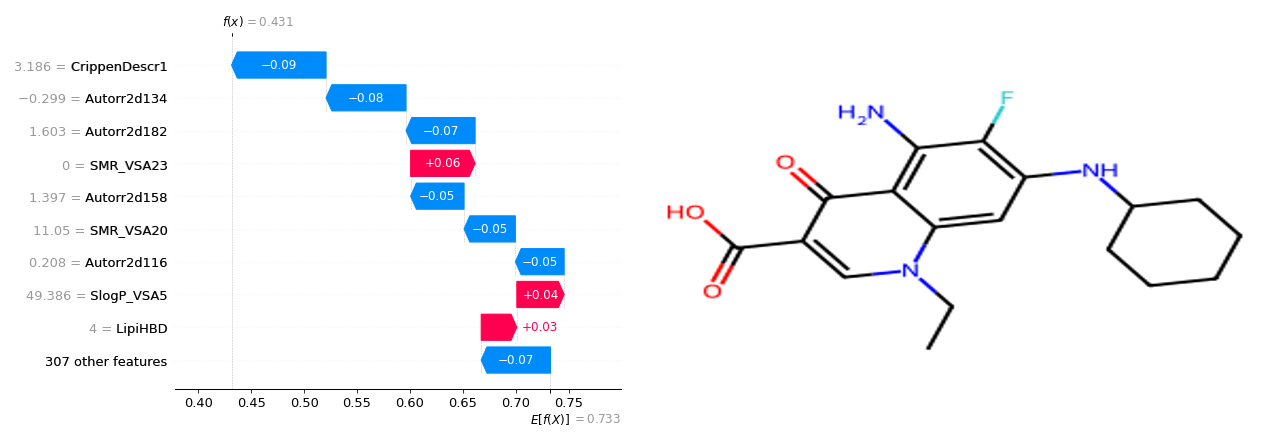 f(x) = 0.431
3.186 = CrippenDescr1
−0.09
−0.299 = Autorr2d134
−0.08
1.603 = Autorr2d182
−0.07
0 = SMR_VSA23
+0.06
1.397 = Autorr2d158
−0.05
11.05 = SMR_VSA20
−0.05
0.208 = Autorr2d116
−0.05
49.386 = SlogP_VSA5
+0.04
4 = LipiHBD
+0.03
307 other features
−0.07
0.40 0.45 0.50 0.55 0.60 0.65 0.70 0.75
E[f(X)] = 0.733
F
H2N
O
NH
HO
N
O